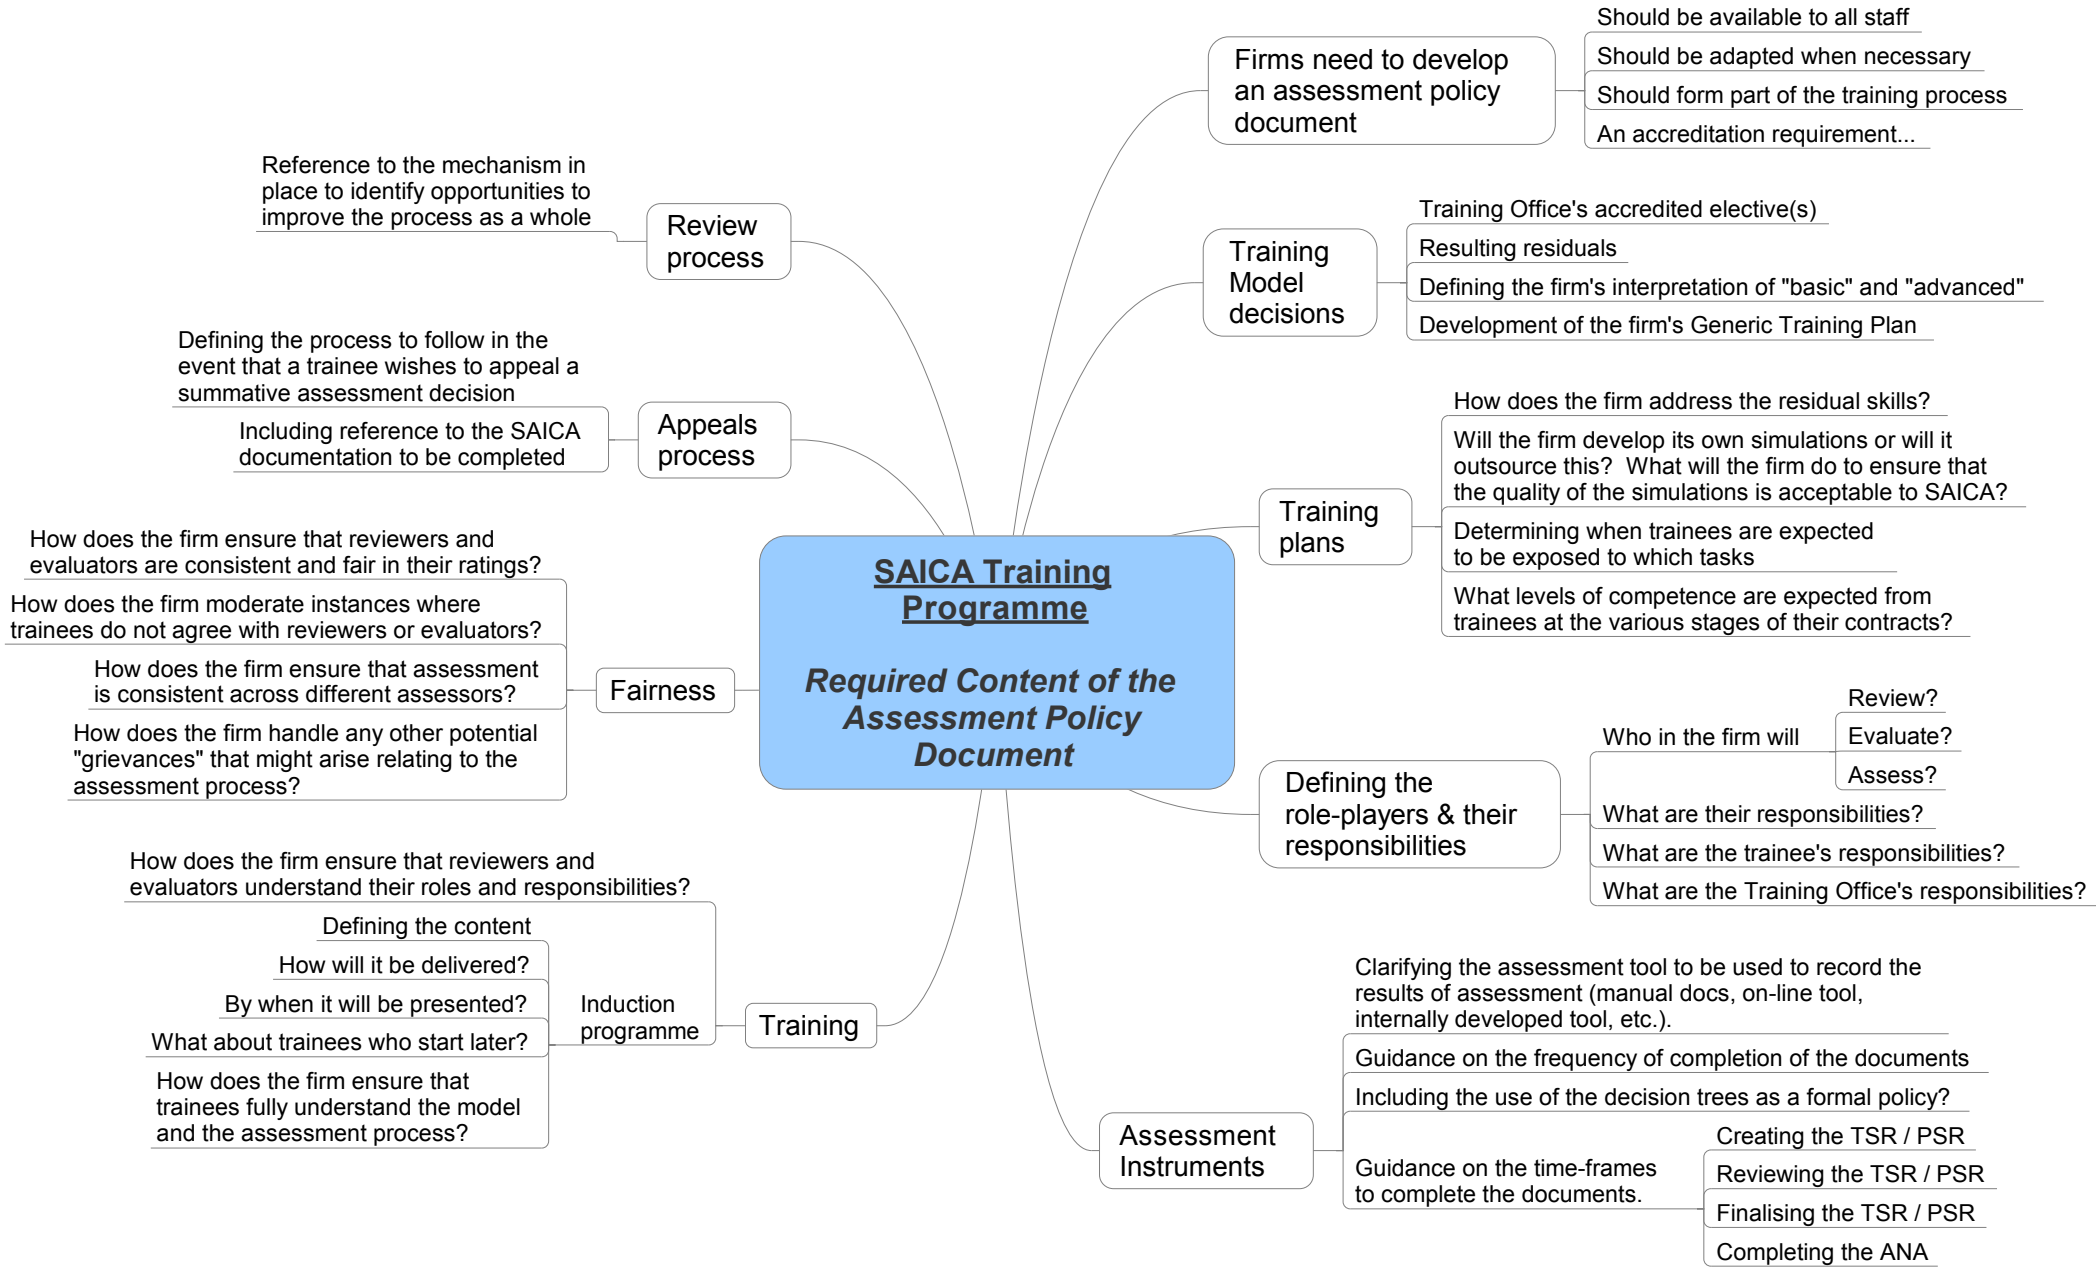 SAICA Training
Programme
Required Content of the
Assessment Policy
Document
Firms need to develop
an assessment policy
document
Should be available to all staff
Should be adapted when necessary
Should form part of the training process
An accreditation requirement...
Training
Model
decisions
Training Office's accredited elective(s)
Resulting residuals
Defining the firm's interpretation of "basic" and "advanced"
Development of the firm's Generic Training Plan
Training
plans
How does the firm address the residual skills?
Will the firm develop its own simulations or will it
outsource this?  What will the firm do to ensure that
the quality of the simulations is acceptable to SAICA?
Determining when trainees are expected
to be exposed to which tasks
What levels of competence are expected from
trainees at the various stages of their contracts?
Defining the
role-players & their
responsibilities
Who in the firm will
Review?
Evaluate?
Assess?
What are their responsibilities?
What are the trainee's responsibilities?
What are the Training Office's responsibilities?
Assessment
Instruments
Clarifying the assessment tool to be used to record the
results of assessment (manual docs, on-line tool,
internally developed tool, etc.).
Guidance on the frequency of completion of the documents
Including the use of the decision trees as a formal policy?
Guidance on the time-frames
to complete the documents.
Creating the TSR / PSR
Reviewing the TSR / PSR
Finalising the TSR / PSR
Completing the ANA
Training
How does the firm ensure that reviewers and
evaluators understand their roles and responsibilities?
Induction
programme
Defining the content
How will it be delivered?
By when it will be presented?
What about trainees who start later?
How does the firm ensure that
trainees fully understand the model
and the assessment process?
Fairness
How does the firm ensure that reviewers and
evaluators are consistent and fair in their ratings?
How does the firm moderate instances where
trainees do not agree with reviewers or evaluators?
How does the firm ensure that assessment
is consistent across different assessors?
How does the firm handle any other potential
"grievances" that might arise relating to the
assessment process?
Appeals
process
Defining the process to follow in the
event that a trainee wishes to appeal a
summative assessment decision
Including reference to the SAICA
documentation to be completed
Review
process
Reference to the mechanism in
place to identify opportunities to
improve the process as a whole